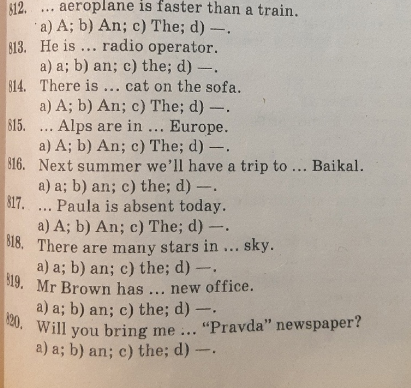 812. ... aeroplane is faster than a train.
a) A; b) An; c) The; d) —.
813. He is ... radio operator.
a) a; b) an; c) the; d) —.
814. There is ... cat on the sofa.
a) A; b) An; c) The; d) —.
815. ... Alps are in ... Europe.
a) A; b) An; c) The; d) —.
816. Next summer we'll have a trip to ... Baikal.
a) a; b) an; c) the; d) —.
817. ... Paula is absent today.
a) A; b) An; c) The; d) —.
818. There are many stars in ... sky.
a) a; b) an; c) the; d) —.
819. Mr Brown has ... new office.
a) a; b) an; c) the; d) —.
820. Will you bring me ... “Pravda” newspaper?
a) a; b) an; c) the; d) —.